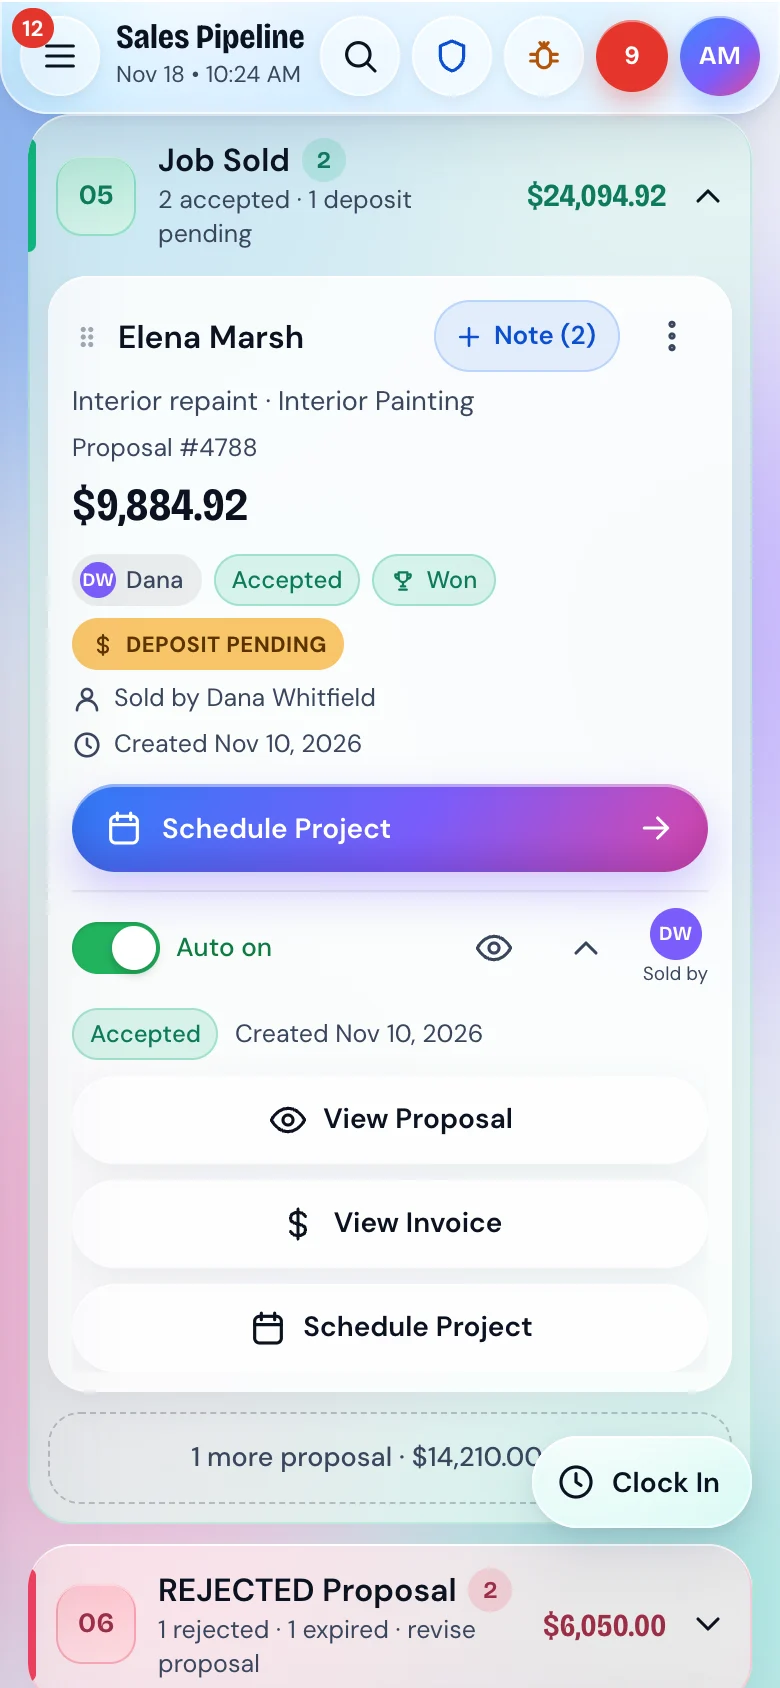 12
Sales Pipeline
Nov 18 • 10:24 AM
9
AM
05
Job Sold 2
2 accepted · 1 deposit
pending
$24,094.92
Elena Marsh
+ Note (2)
Interior repaint · Interior Painting
Proposal #4788
$9,884.92
DW Dana
Accepted
Won
$ DEPOSIT PENDING
Sold by Dana Whitfield
Created Nov 10, 2026
Schedule Project
Auto on
DW
Sold by
Accepted
Created Nov 10, 2026
View Proposal
$ View Invoice
Schedule Project
1 more proposal · $14,210.00
Clock In
06
REJECTED Proposal 2
1 rejected · 1 expired · revise
proposal
$6,050.00